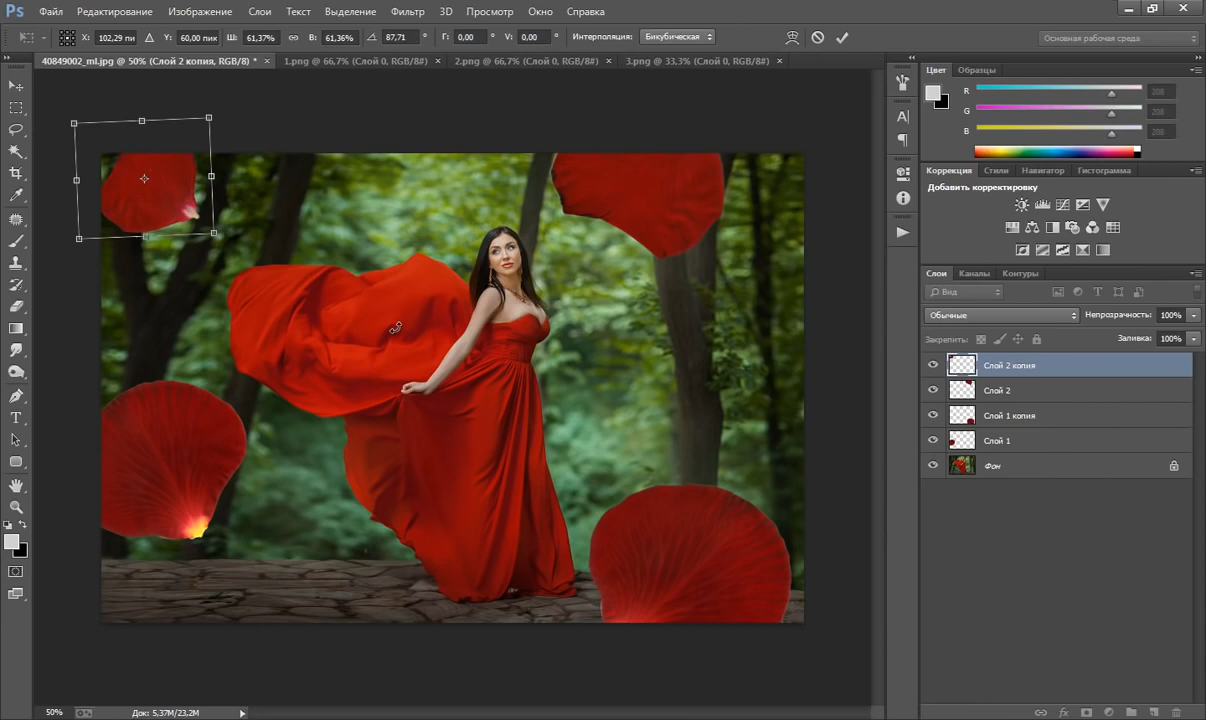 Ps Файл Редактирование Изображение Слои Текст Выделение Фильтр 3D Просмотр Окно Справка
X: 102,29 пи Y: 60,00 пик Ш: 61,37% В: 61,36% 87,71 ° Г: 0,00 ° V: 0,00 ° Интерполяция: Бикубическая Основная рабочая среда
40849002_ml.jpg @ 50% (Слой 2 копия, RGB/8) * × 1.png @ 66,7% (Слой 0, RGB/8#) × 2.png @ 66,7% (Слой 0, RGB/8#) × 3.png @ 33,3% (Слой 0, RGB/8#) ×
Цвет Образцы
R 208
G 208
B 208
Коррекция Стили Навигатор Гистограмма
Добавить корректировку
Слои Каналы Контуры
Вид
Обычные Непрозрачность: 100%
Закрепить: Заливка: 100%
Слой 2 копия
Слой 2
Слой 1 копия
Слой 1
Фон
50% Док: 5,37M/23,2M